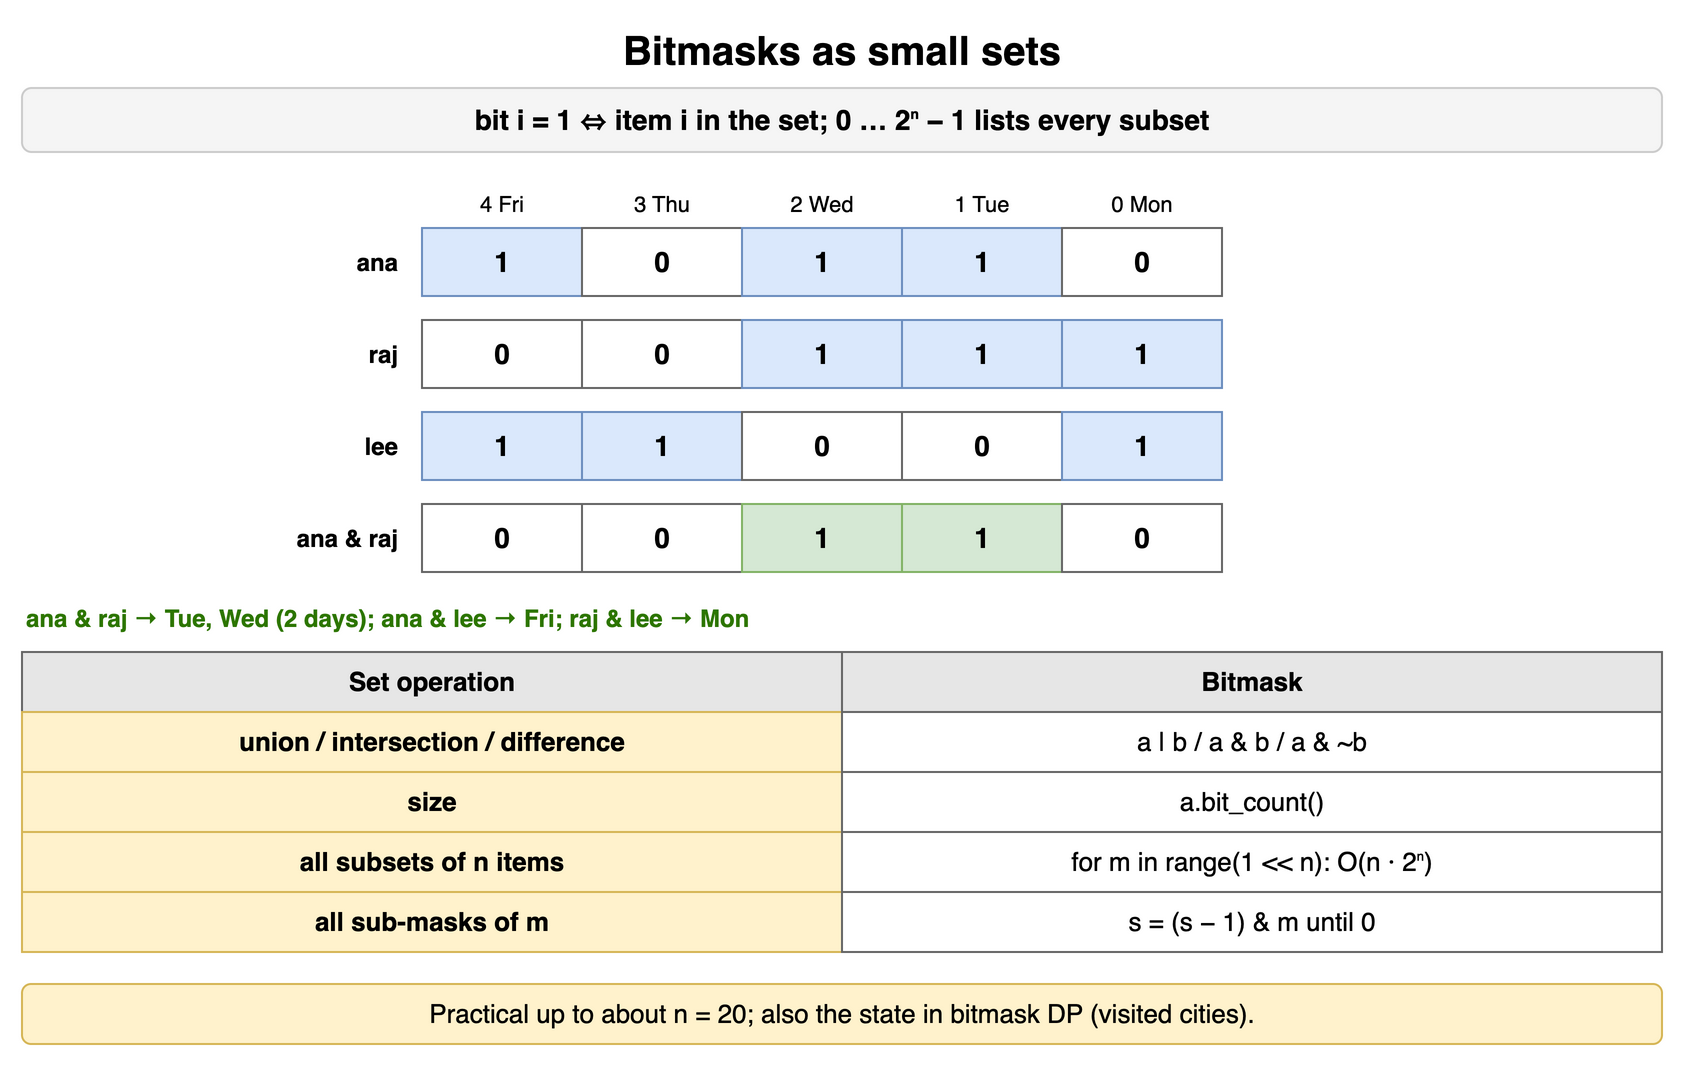 Bitmasks as small sets
bit i = 1 ⇔ item i in the set; 0 … 2ⁿ – 1 lists every subset
4 Fri 3 Thu 2 Wed 1 Tue 0 Mon
ana 1 0 1 1 0
raj 0 0 1 1 1
lee 1 1 0 0 1
ana & raj 0 0 1 1 0
ana & raj → Tue, Wed (2 days); ana & lee → Fri; raj & lee → Mon
Set operation Bitmask
union / intersection / difference a | b / a & b / a & ~b
size a.bit_count()
all subsets of n items for m in range(1 << n): O(n · 2ⁿ)
all sub-masks of m s = (s – 1) & m until 0
Practical up to about n = 20; also the state in bitmask DP (visited cities).